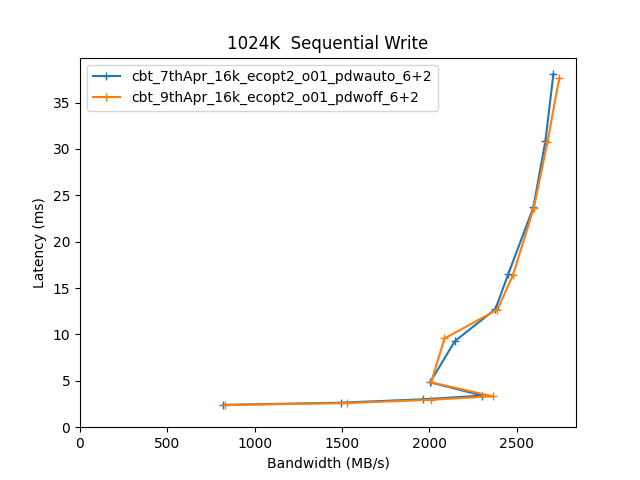 1024K  Sequential Write
cbt_7thApr_16k_ecopt2_o01_pdwauto_6+2
cbt_9thApr_16k_ecopt2_o01_pdwoff_6+2
Latency (ms)
35
30
25
20
15
10
5
0
0 500 1000 1500 2000 2500
Bandwidth (MB/s)